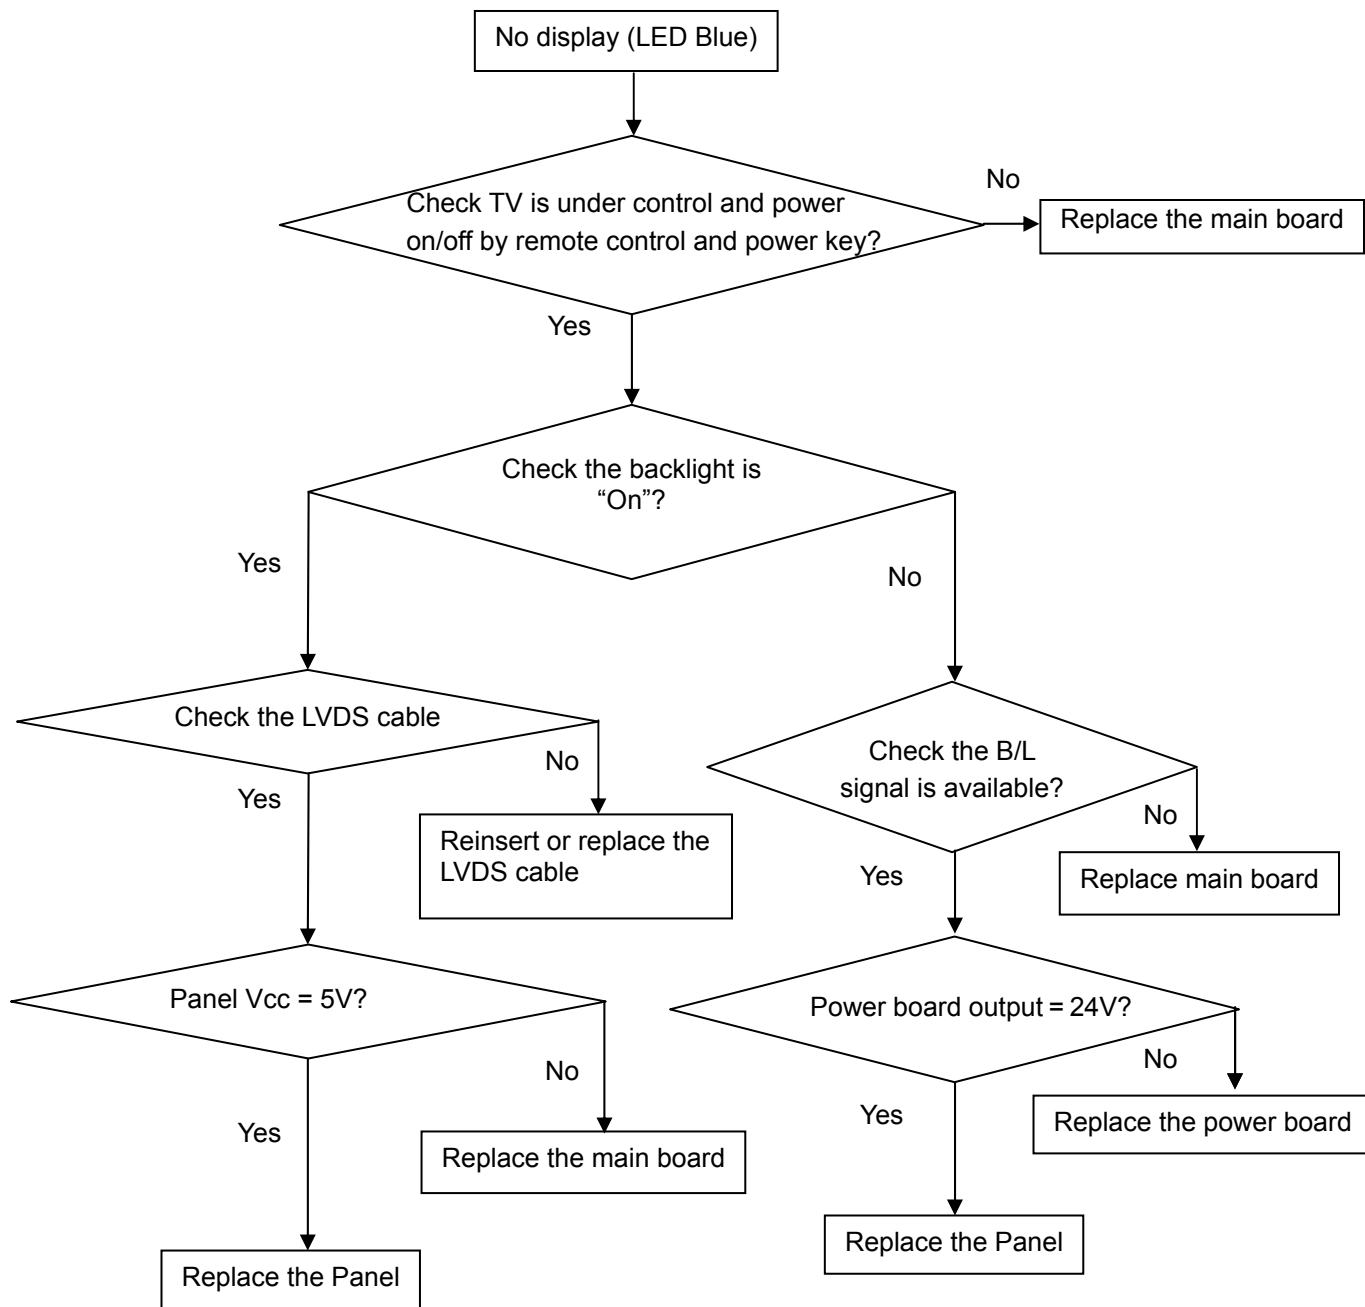 No display (LED Blue)
Check TV is under control and power
on/off by remote control and power key?
No
Replace the main board
Yes
Check the backlight is
“On”?
Yes
No
Check the LVDS cable
No
Yes
Reinsert or replace the
LVDS cable
Check the B/L
signal is available?
No
Yes
Replace main board
Panel Vcc = 5V?
No
Yes
Replace the main board
Replace the Panel
Power board output = 24V?
No
Yes
Replace the power board
Replace the Panel